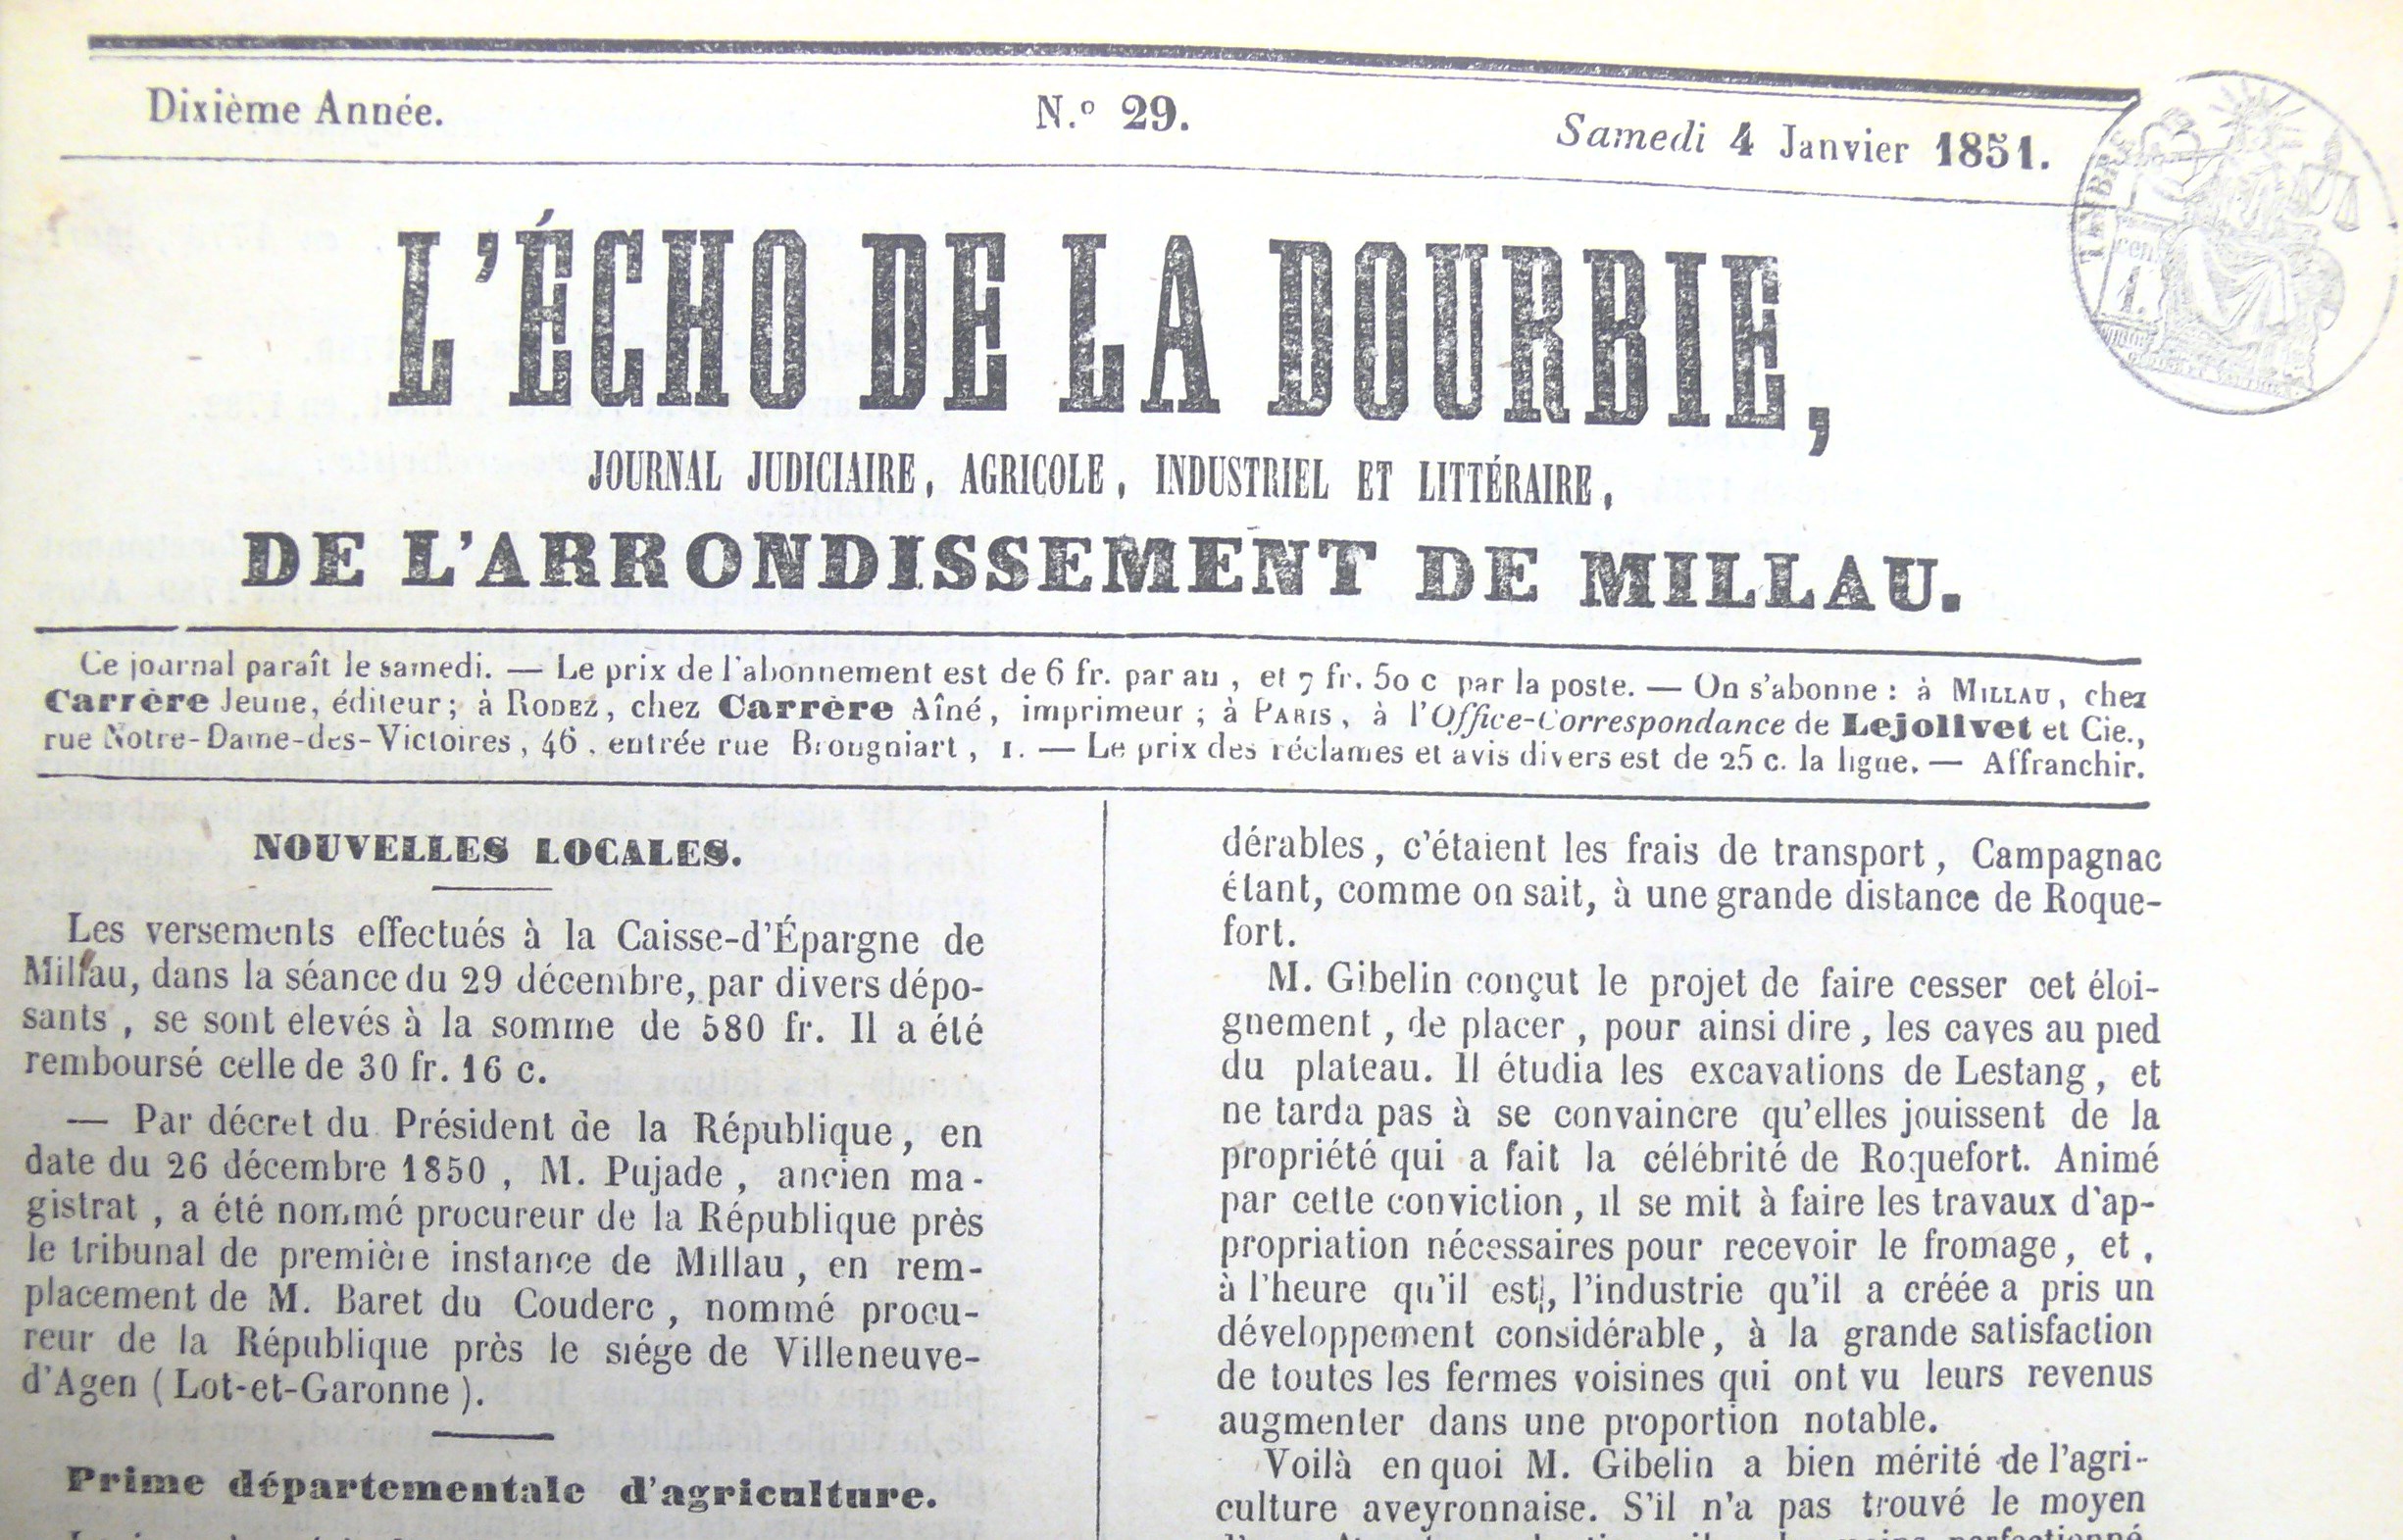 Dixième Année.
N.º 29.
Samedi 4 Janvier 1851.
TIMBRE
L'ÉCHO DE LA DOURBIE,
JOURNAL JUDICIAIRE, AGRICOLE, INDUSTRIEL ET LITTÉRAIRE,
DE L'ARRONDISSEMENT DE MILLAU.
Ce journal paraît le samedi. — Le prix de l'abonnement est de 6 fr. par an, et 7 fr. 50 c par la poste. — On s'abonne : à MILLAU, chez
Carrère Jeune, éditeur; à RODEZ, chez Carrère Aîné, imprimeur; à PARIS, à l'Office-Correspondance de Lejolivet et Cie.,
rue Notre-Dame-des-Victoires, 46, entrée rue Brougniart, 1. — Le prix des réclames et avis divers est de 25 c. la ligne. — Affranchir.
NOUVELLES LOCALES.
Les versements effectués à la Caisse-d'Épargne de
Millau, dans la séance du 29 décembre, par divers dépo-
sants, se sont elevés à la somme de 580 fr. Il a été
remboursé celle de 30 fr. 16 c.
— Par décret du Président de la République, en
date du 26 décembre 1850, M. Pujade, ancien ma-
gistrat, a été nommé procureur de la République près
le tribunal de première instance de Millau, en rem-
placement de M. Baret du Couderc, nommé procu-
reur de la République près le siége de Villeneuve-
d'Agen (Lot-et-Garonne).
Prime départementale d'agriculture.
dérables, c'étaient les frais de transport, Campagnac
étant, comme on sait, à une grande distance de Roque-
fort.
M. Gibelin conçut le projet de faire cesser cet éloi-
gnement, de placer, pour ainsi dire, les caves au pied
du plateau. Il étudia les excavations de Lestang, et
ne tarda pas à se convaincre qu'elles jouissent de la
propriété qui a fait la célébrité de Roquefort. Animé
par cette conviction, il se mit à faire les travaux d'ap-
propriation nécessaires pour recevoir le fromage, et,
à l'heure qu'il est, l'industrie qu'il a créée a pris un
développement considérable, à la grande satisfaction
de toutes les fermes voisines qui ont vu leurs revenus
augmenter dans une proportion notable.
Voilà en quoi M. Gibelin a bien mérité de l'agri-
culture aveyronnaise. S'il n'a pas trouvé le moyen